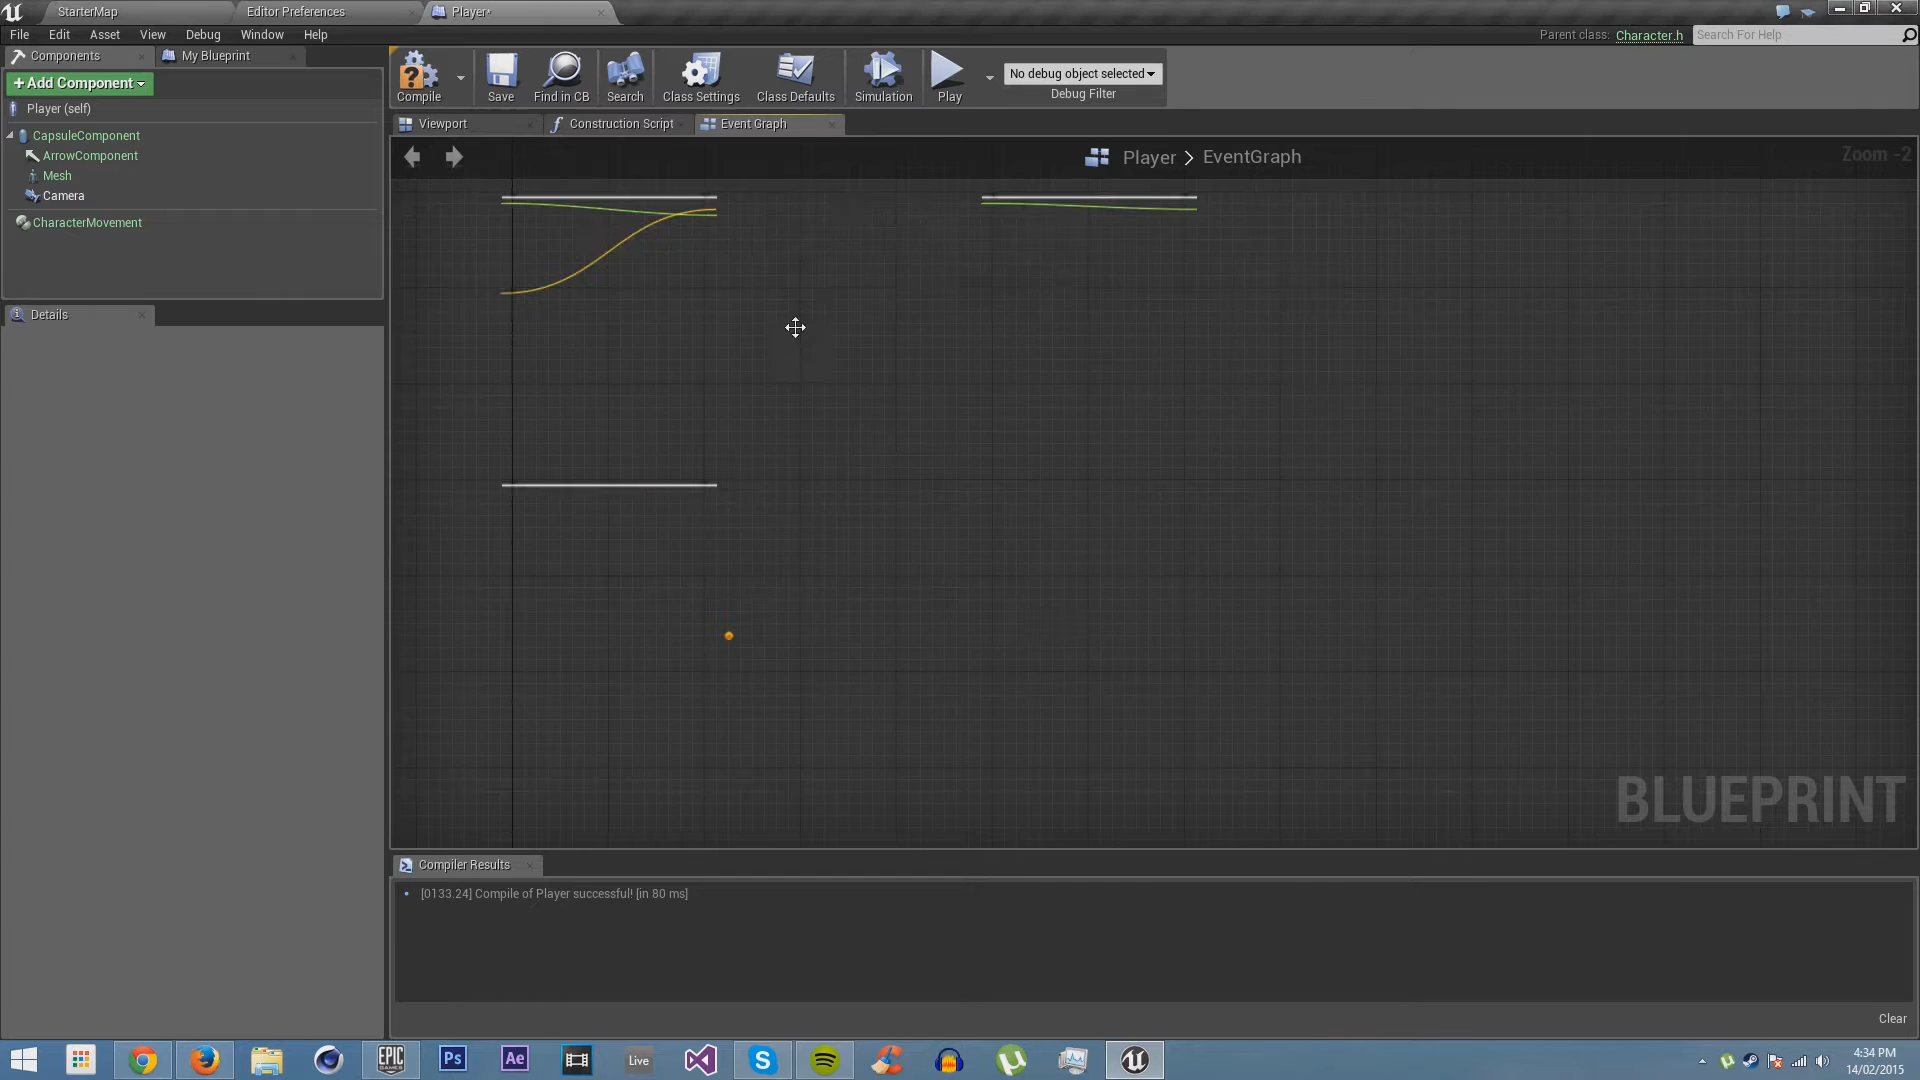 StarterMap
Editor Preferences
Player*
File Edit Asset View Debug Window Help
Parent class: Character.h
Search For Help
Components
My Blueprint
+Add Component
Player (self)
CapsuleComponent
ArrowComponent
Mesh
Camera
CharacterMovement
Details
Compile
Save
Find in CB
Search
Class Settings
Class Defaults
Simulation
Play
No debug object selected
Debug Filter
Viewport
Construction Script
Event Graph
Player > EventGraph
Zoom -2
BLUEPRINT
Compiler Results
[0133.24] Compile of Player successful! [in 80 ms]
Clear
EPIC GAMES
Ps
Ae
Live
4:34 PM
14/02/2015